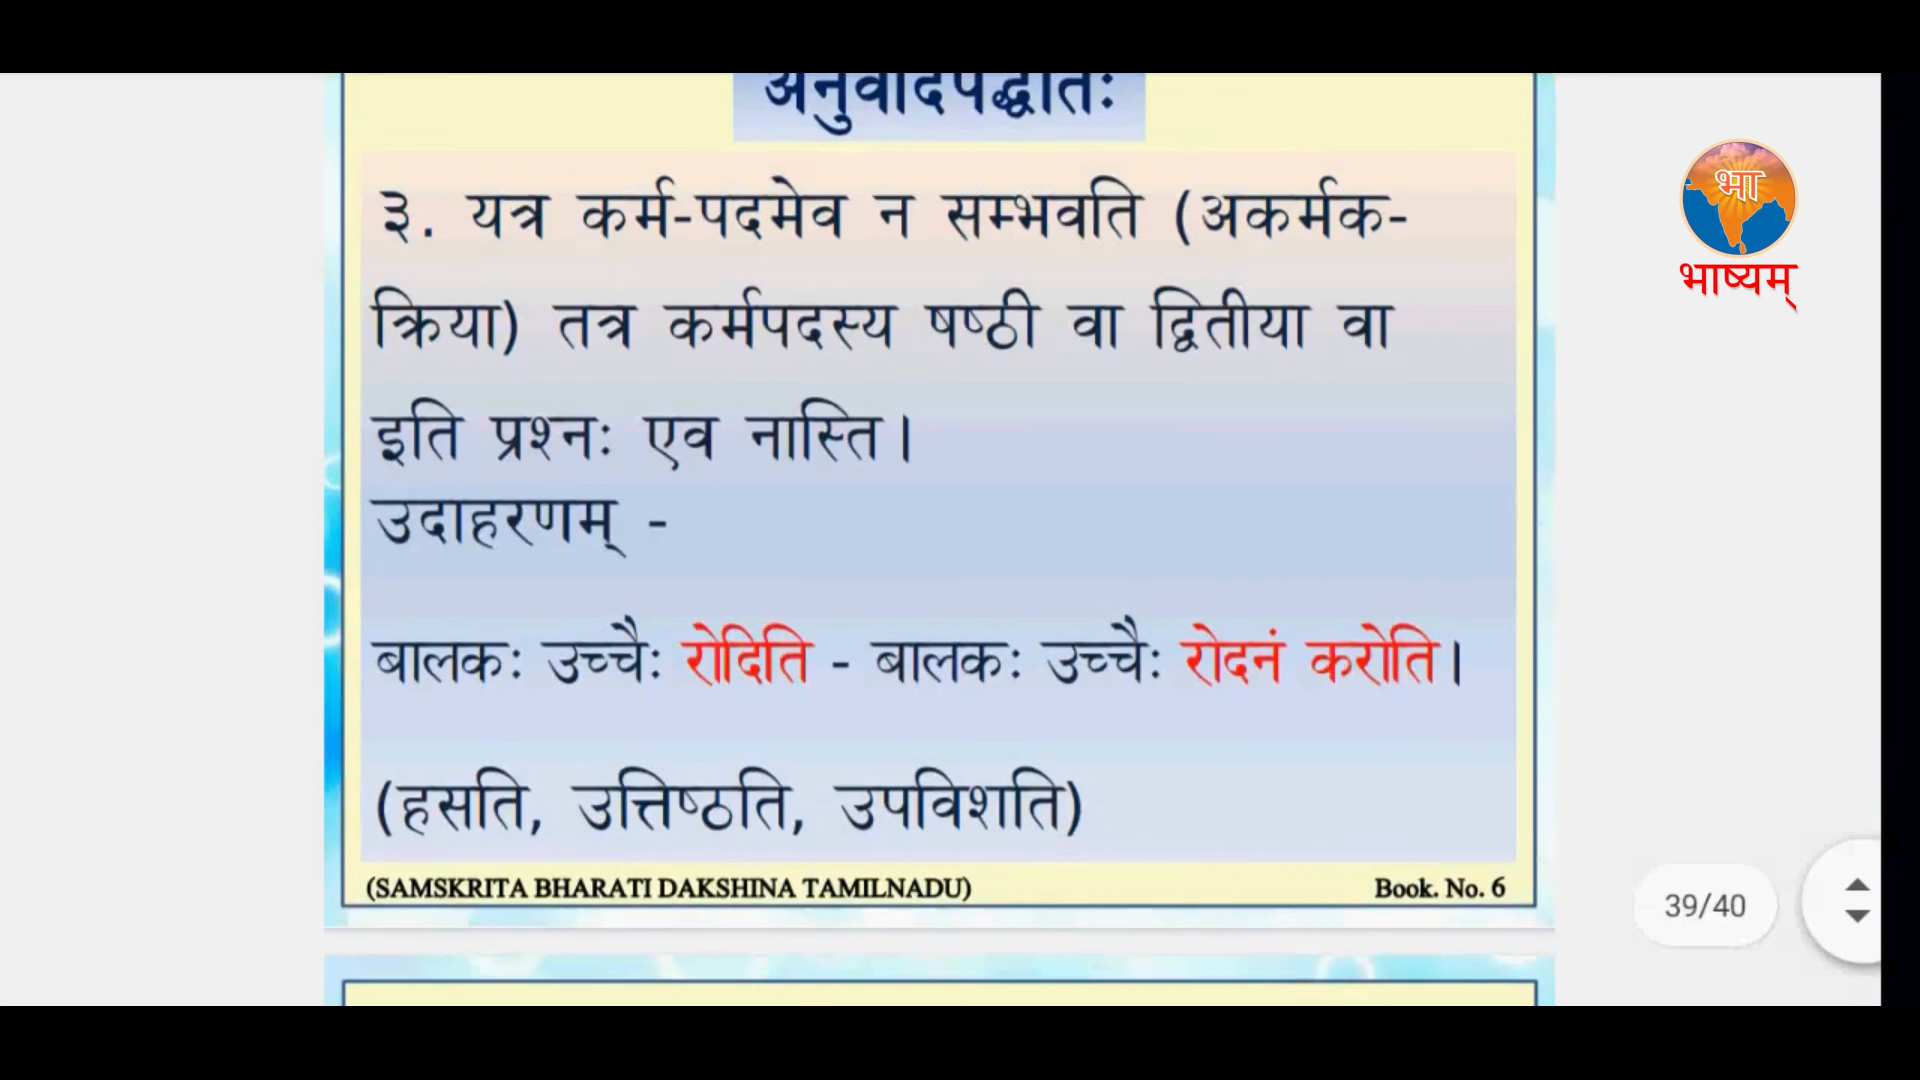 अनुवादपद्धतिः
३. यत्र कर्म-पदमेव न सम्भवति (अकर्मक-
क्रिया) तत्र कर्मपदस्य षष्ठी वा द्वितीया वा
इति प्रश्नः एव नास्ति।
उदाहरणम् -
बालकः उच्चैः रोदिति - बालकः उच्चैः रोदनं करोति।
(हसति, उत्तिष्ठति, उपविशति)
(SAMSKRITA BHARATI DAKSHINA TAMILNADU) Book. No. 6
भा
भाष्यम्
39/40